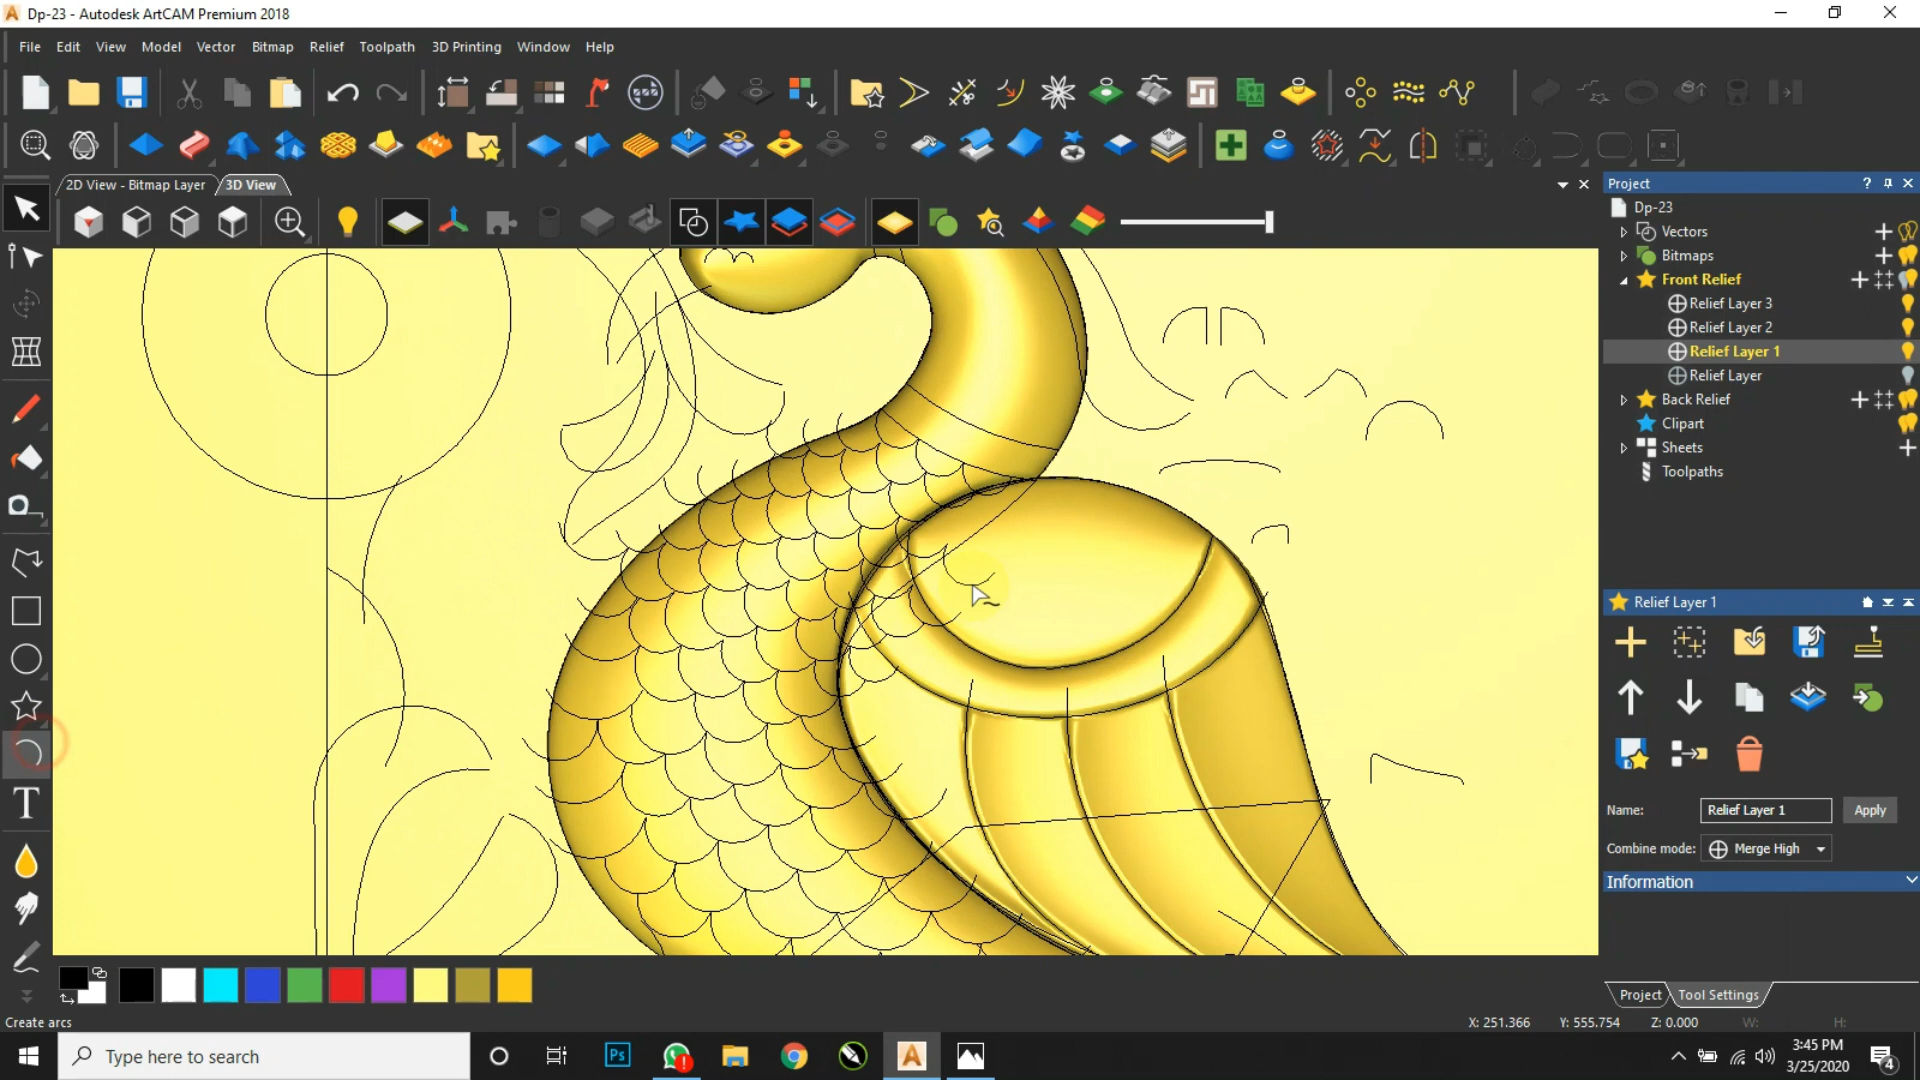 Dp-23 - Autodesk ArtCAM Premium 2018
File Edit View Model Vector Bitmap Relief Toolpath 3D Printing Window Help
2D View - Bitmap Layer 3D View
Project
Dp-23
Vectors
Bitmaps
Front Relief
Relief Layer 3
Relief Layer 2
Relief Layer 1
Relief Layer
Back Relief
Clipart
Sheets
Toolpaths
Relief Layer 1
Name: Relief Layer 1 Apply
Combine mode: Merge High
Information
Project Tool Settings
Create arcs X: 251.366 Y: 555.754 Z: 0.000 W: H:
Type here to search
Ps
3:45 PM
3/25/2020
4